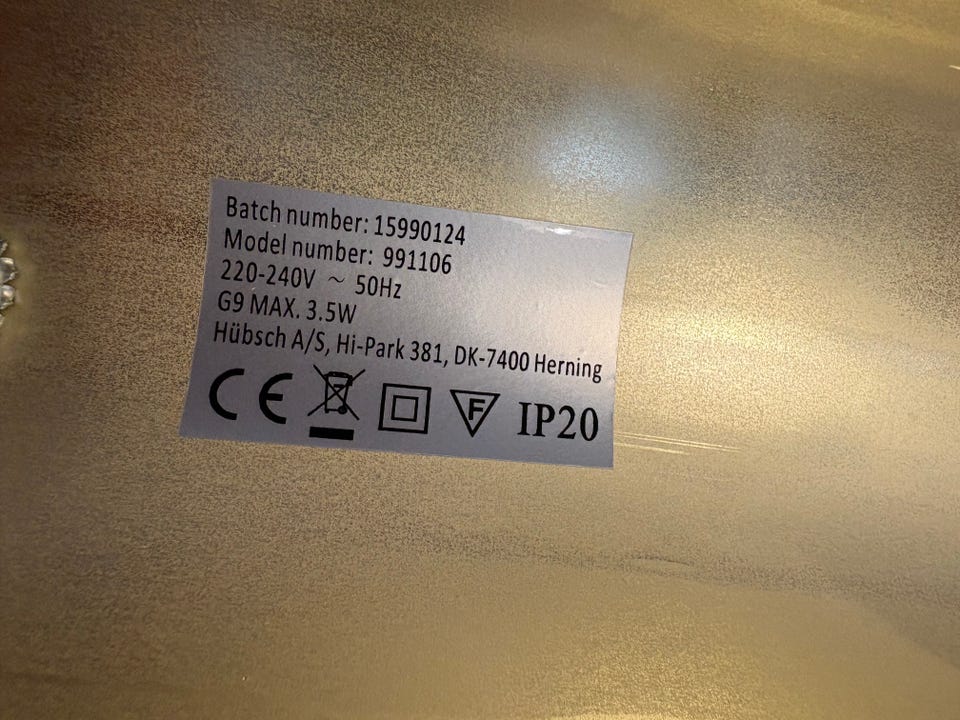 Batch number: 15990124
Model number: 991106
220-240V ~ 50Hz
G9 MAX. 3.5W
Hübsch A/S, Hi-Park 381, DK-7400 Herning
CE F IP20